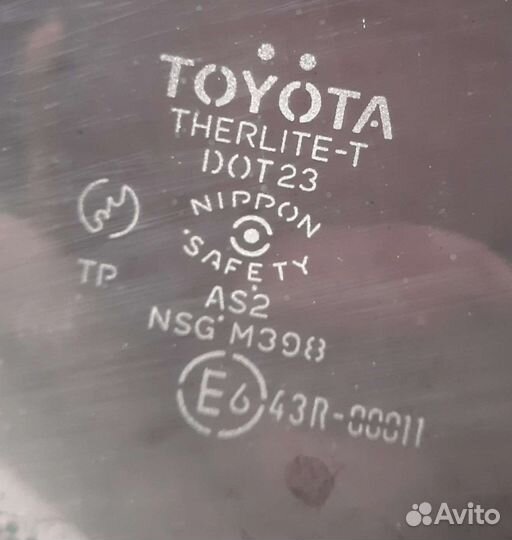 TOYOTA
THERLITE-T
DOT23
NIPPON
SAFETY
TP
AS2
NSG M398
E6 43R-00011
Avito